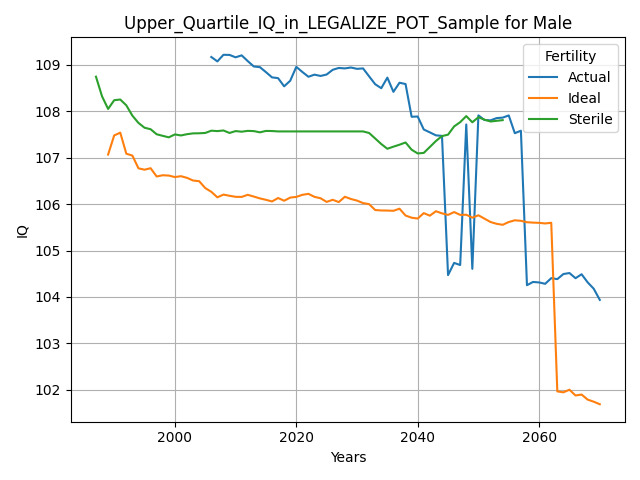 Upper_Quartile_IQ_in_LEGALIZE_POT_Sample for Male
Fertility
Actual
Ideal
Sterile
IQ
109
108
107
106
105
104
103
102
2000
2020
2040
2060
Years